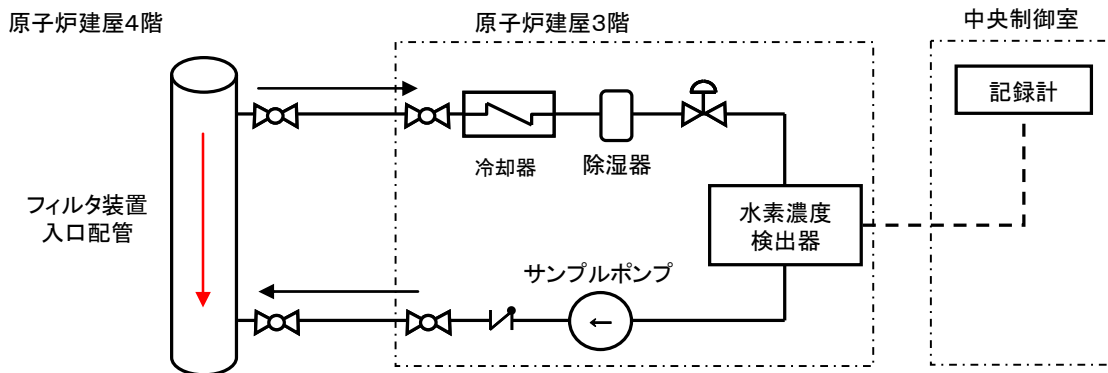 原子炉建屋4階
原子炉建屋3階
中央制御室
記録計
冷却器
除湿器
フィルタ装置
入口配管
水素濃度
検出器
サンプルポンプ
←